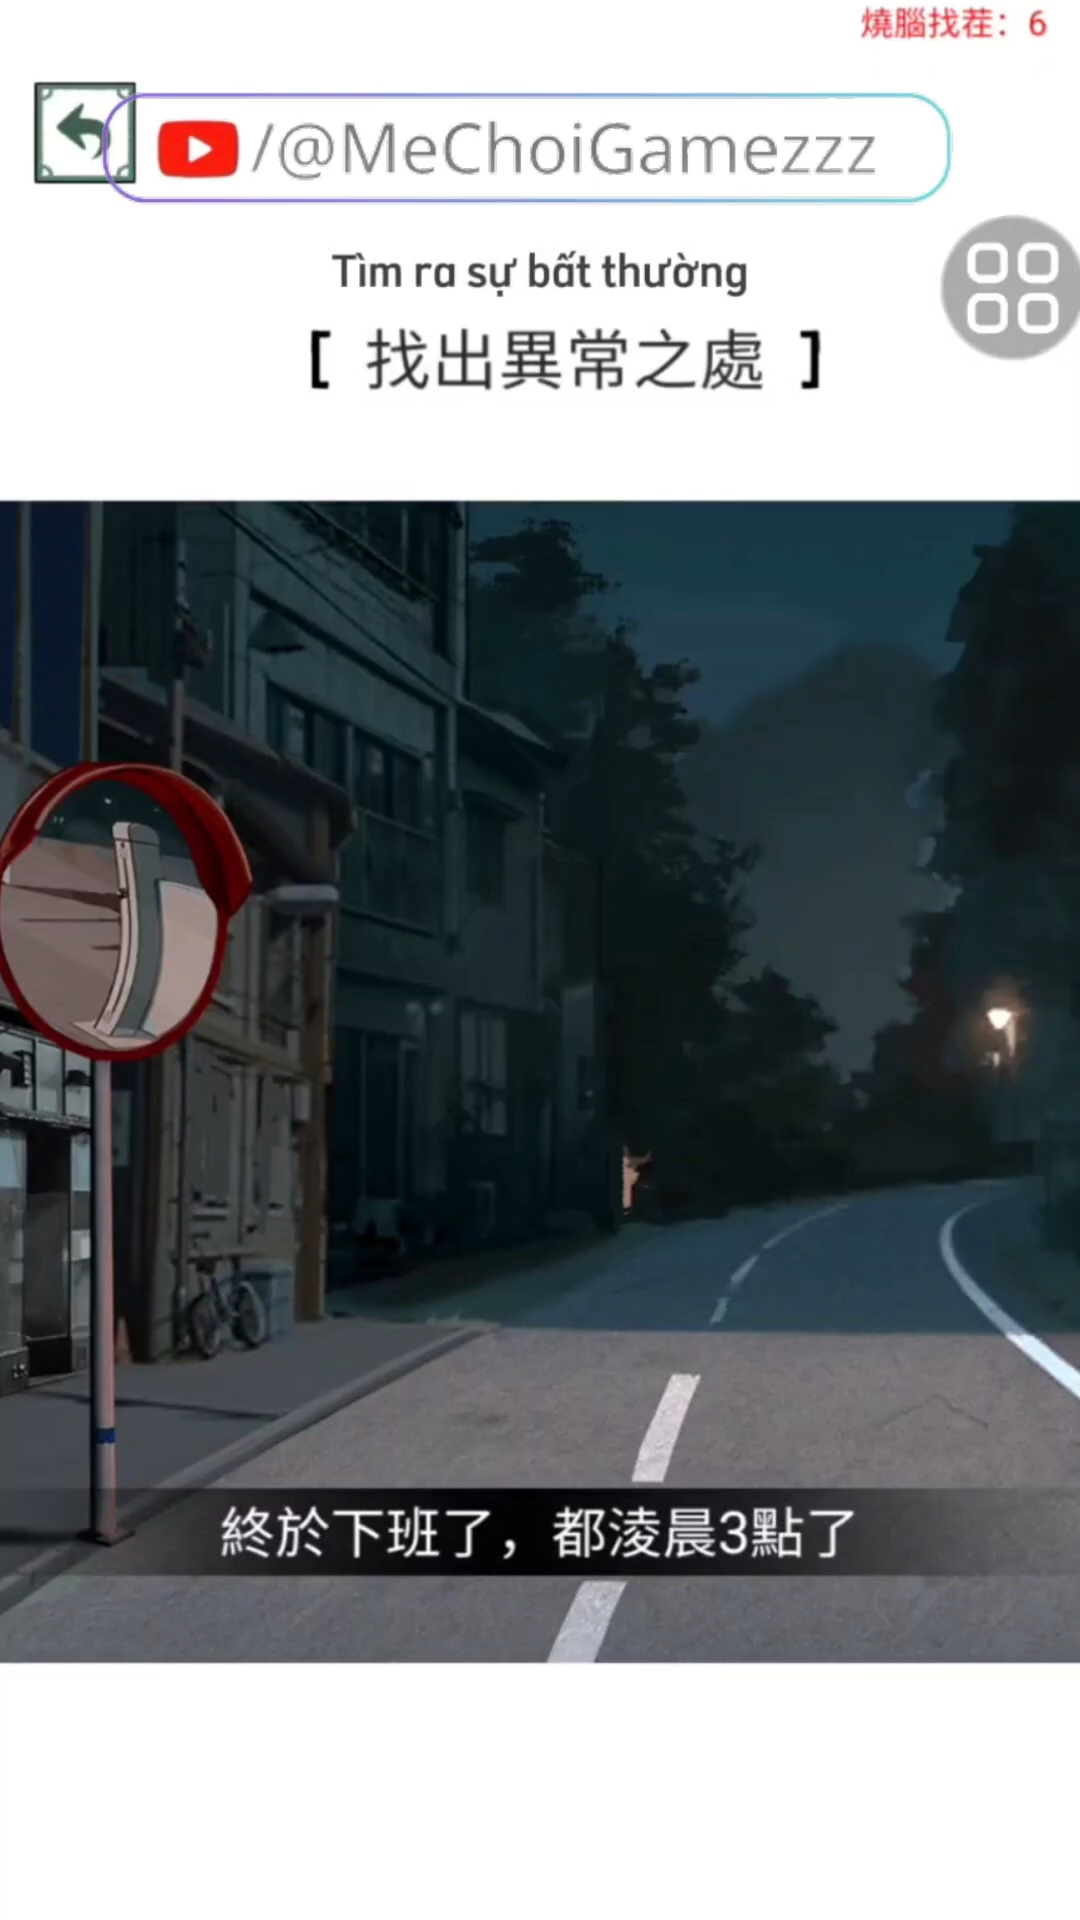 燒腦找茬：6
/@MeChoiGamezzz
Tìm ra sự bất thường
【 找出異常之處 】
終於下班了，都淩晨3點了